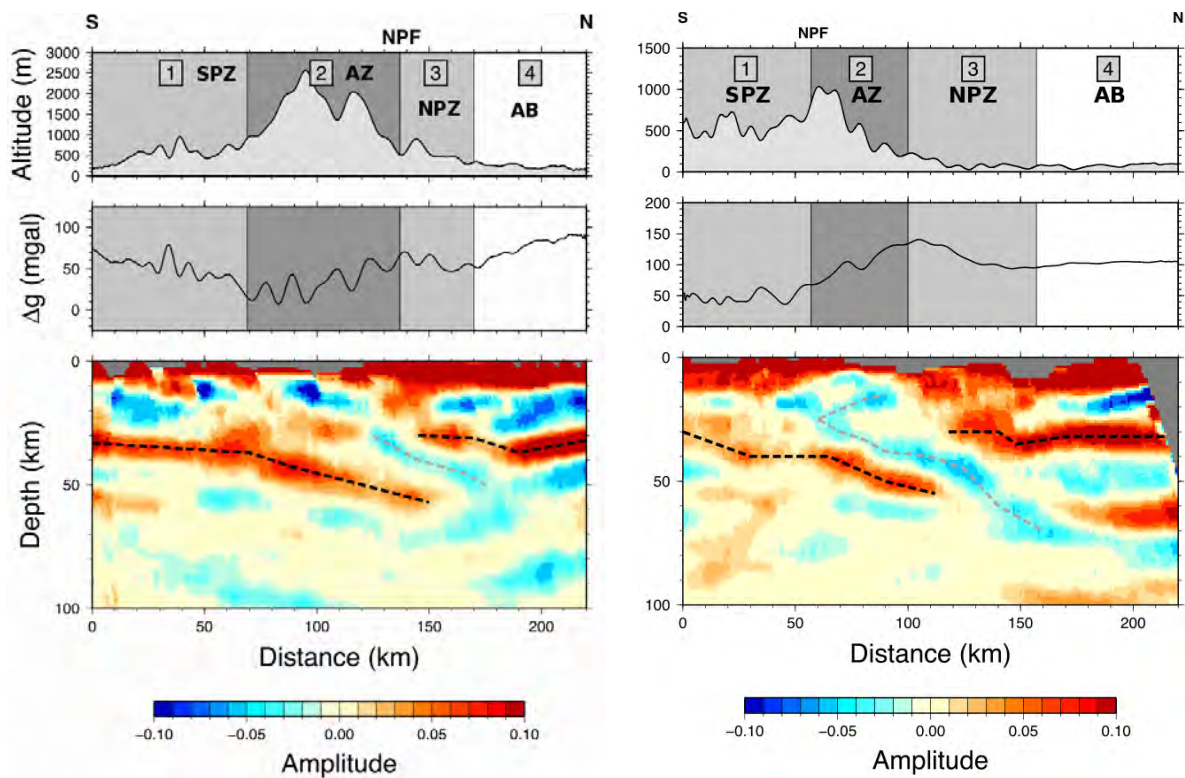 S N
NPF
Altitude (m)
3000
2500
2000
1500
1000
500
0
1 SPZ 2 AZ 3 4
NPZ AB
Δg (mgal)
100
50
0
Depth (km)
0
50
100
0 50 100 150 200
Distance (km)
−0.10 −0.05 0.00 0.05 0.10
Amplitude
S N
NPF
1500
1000
500
0
1 2 3 4
SPZ AZ NPZ AB
200
150
100
50
0
0
50
100
0 50 100 150 200
Distance (km)
−0.10 −0.05 0.00 0.05 0.10
Amplitude